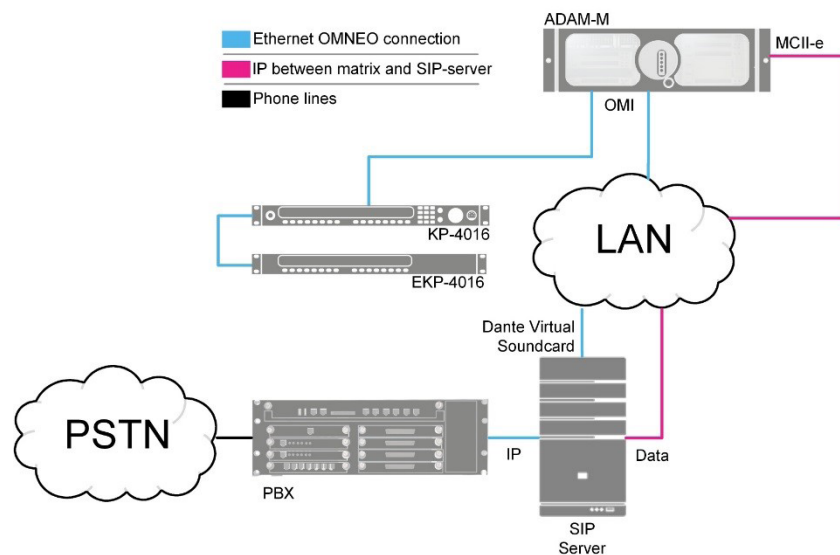 ADAM-M
Ethernet OMNEO connection
MCII-e
IP between matrix and SIP-server
Phone lines
OMI
KP-4016
LAN
EKP-4016
Dante Virtual
Soundcard
PSTN
IP
Data
PBX
SIP
Server